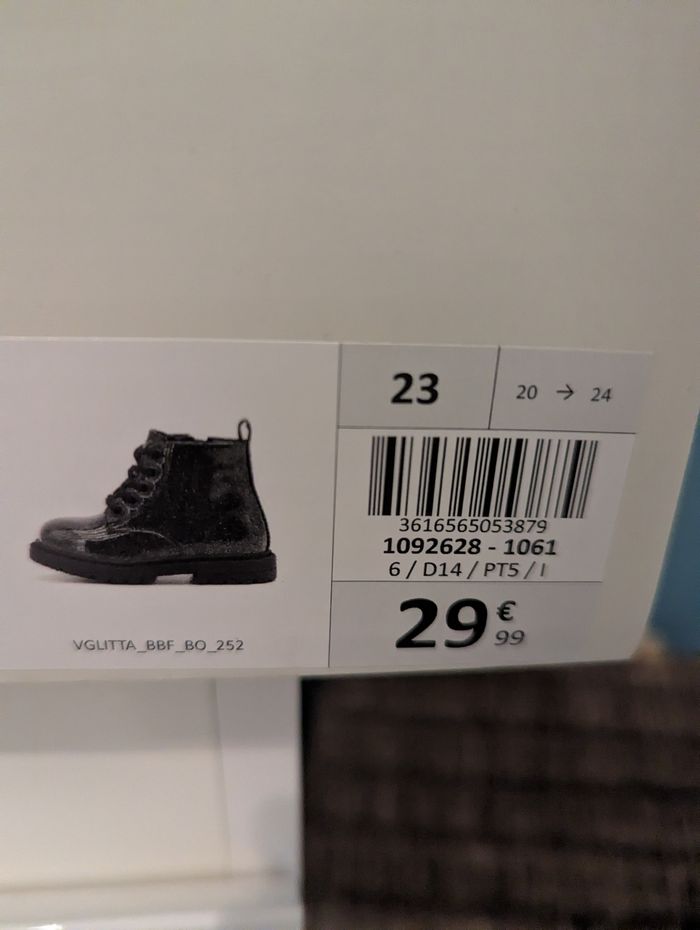 23
20 → 24
3616565053879
1092628 - 1061
6 / D14 / PT5 / I
29 € 99
VGLITTA_BBF_BO_252